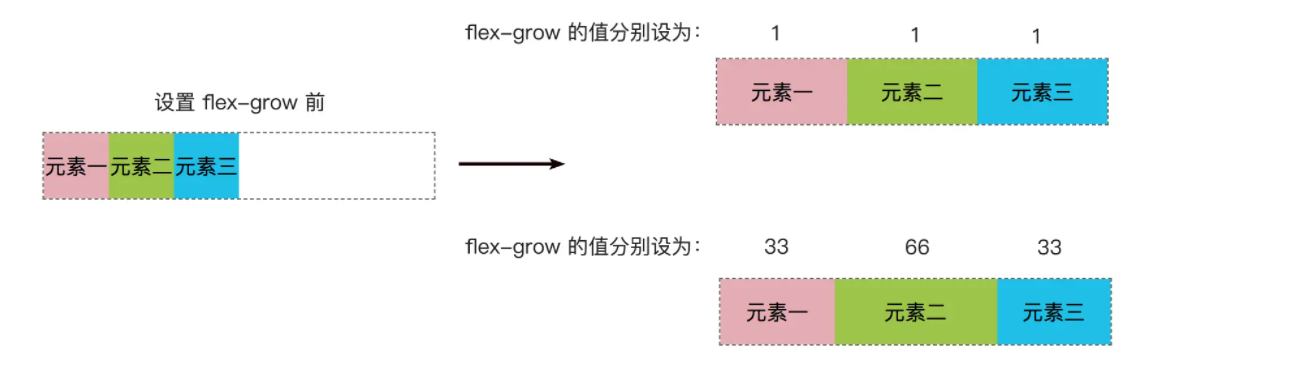 设置 flex-grow 前
元素一 元素二 元素三
flex-grow 的值分别设为： 1 1 1
元素一 元素二 元素三
flex-grow 的值分别设为： 33 66 33
元素一 元素二 元素三